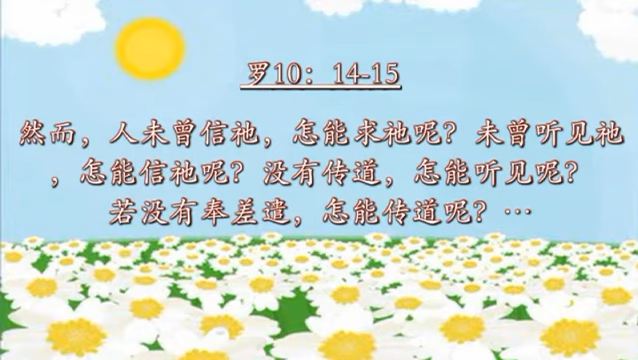 罗10：14-15
然而，人未曾信祂，怎能求祂呢？未曾听见祂
，怎能信祂呢？没有传道，怎能听见呢？
若没有奉差遣，怎能传道呢？…